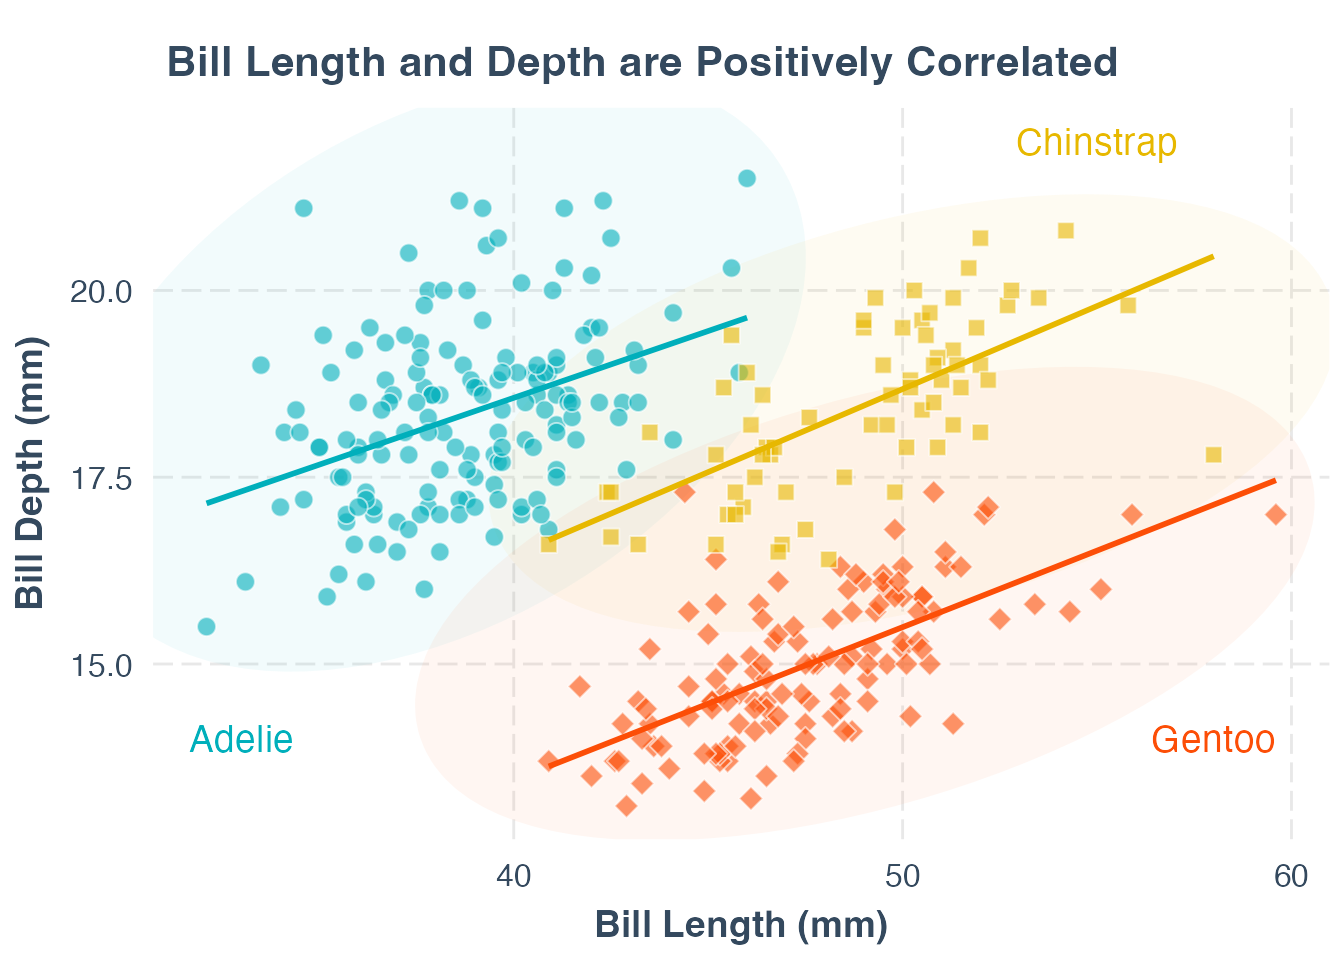 Bill Length and Depth are Positively Correlated
Chinstrap
20.0
17.5
15.0
Bill Depth (mm)
Adelie
Gentoo
40
50
60
Bill Length (mm)